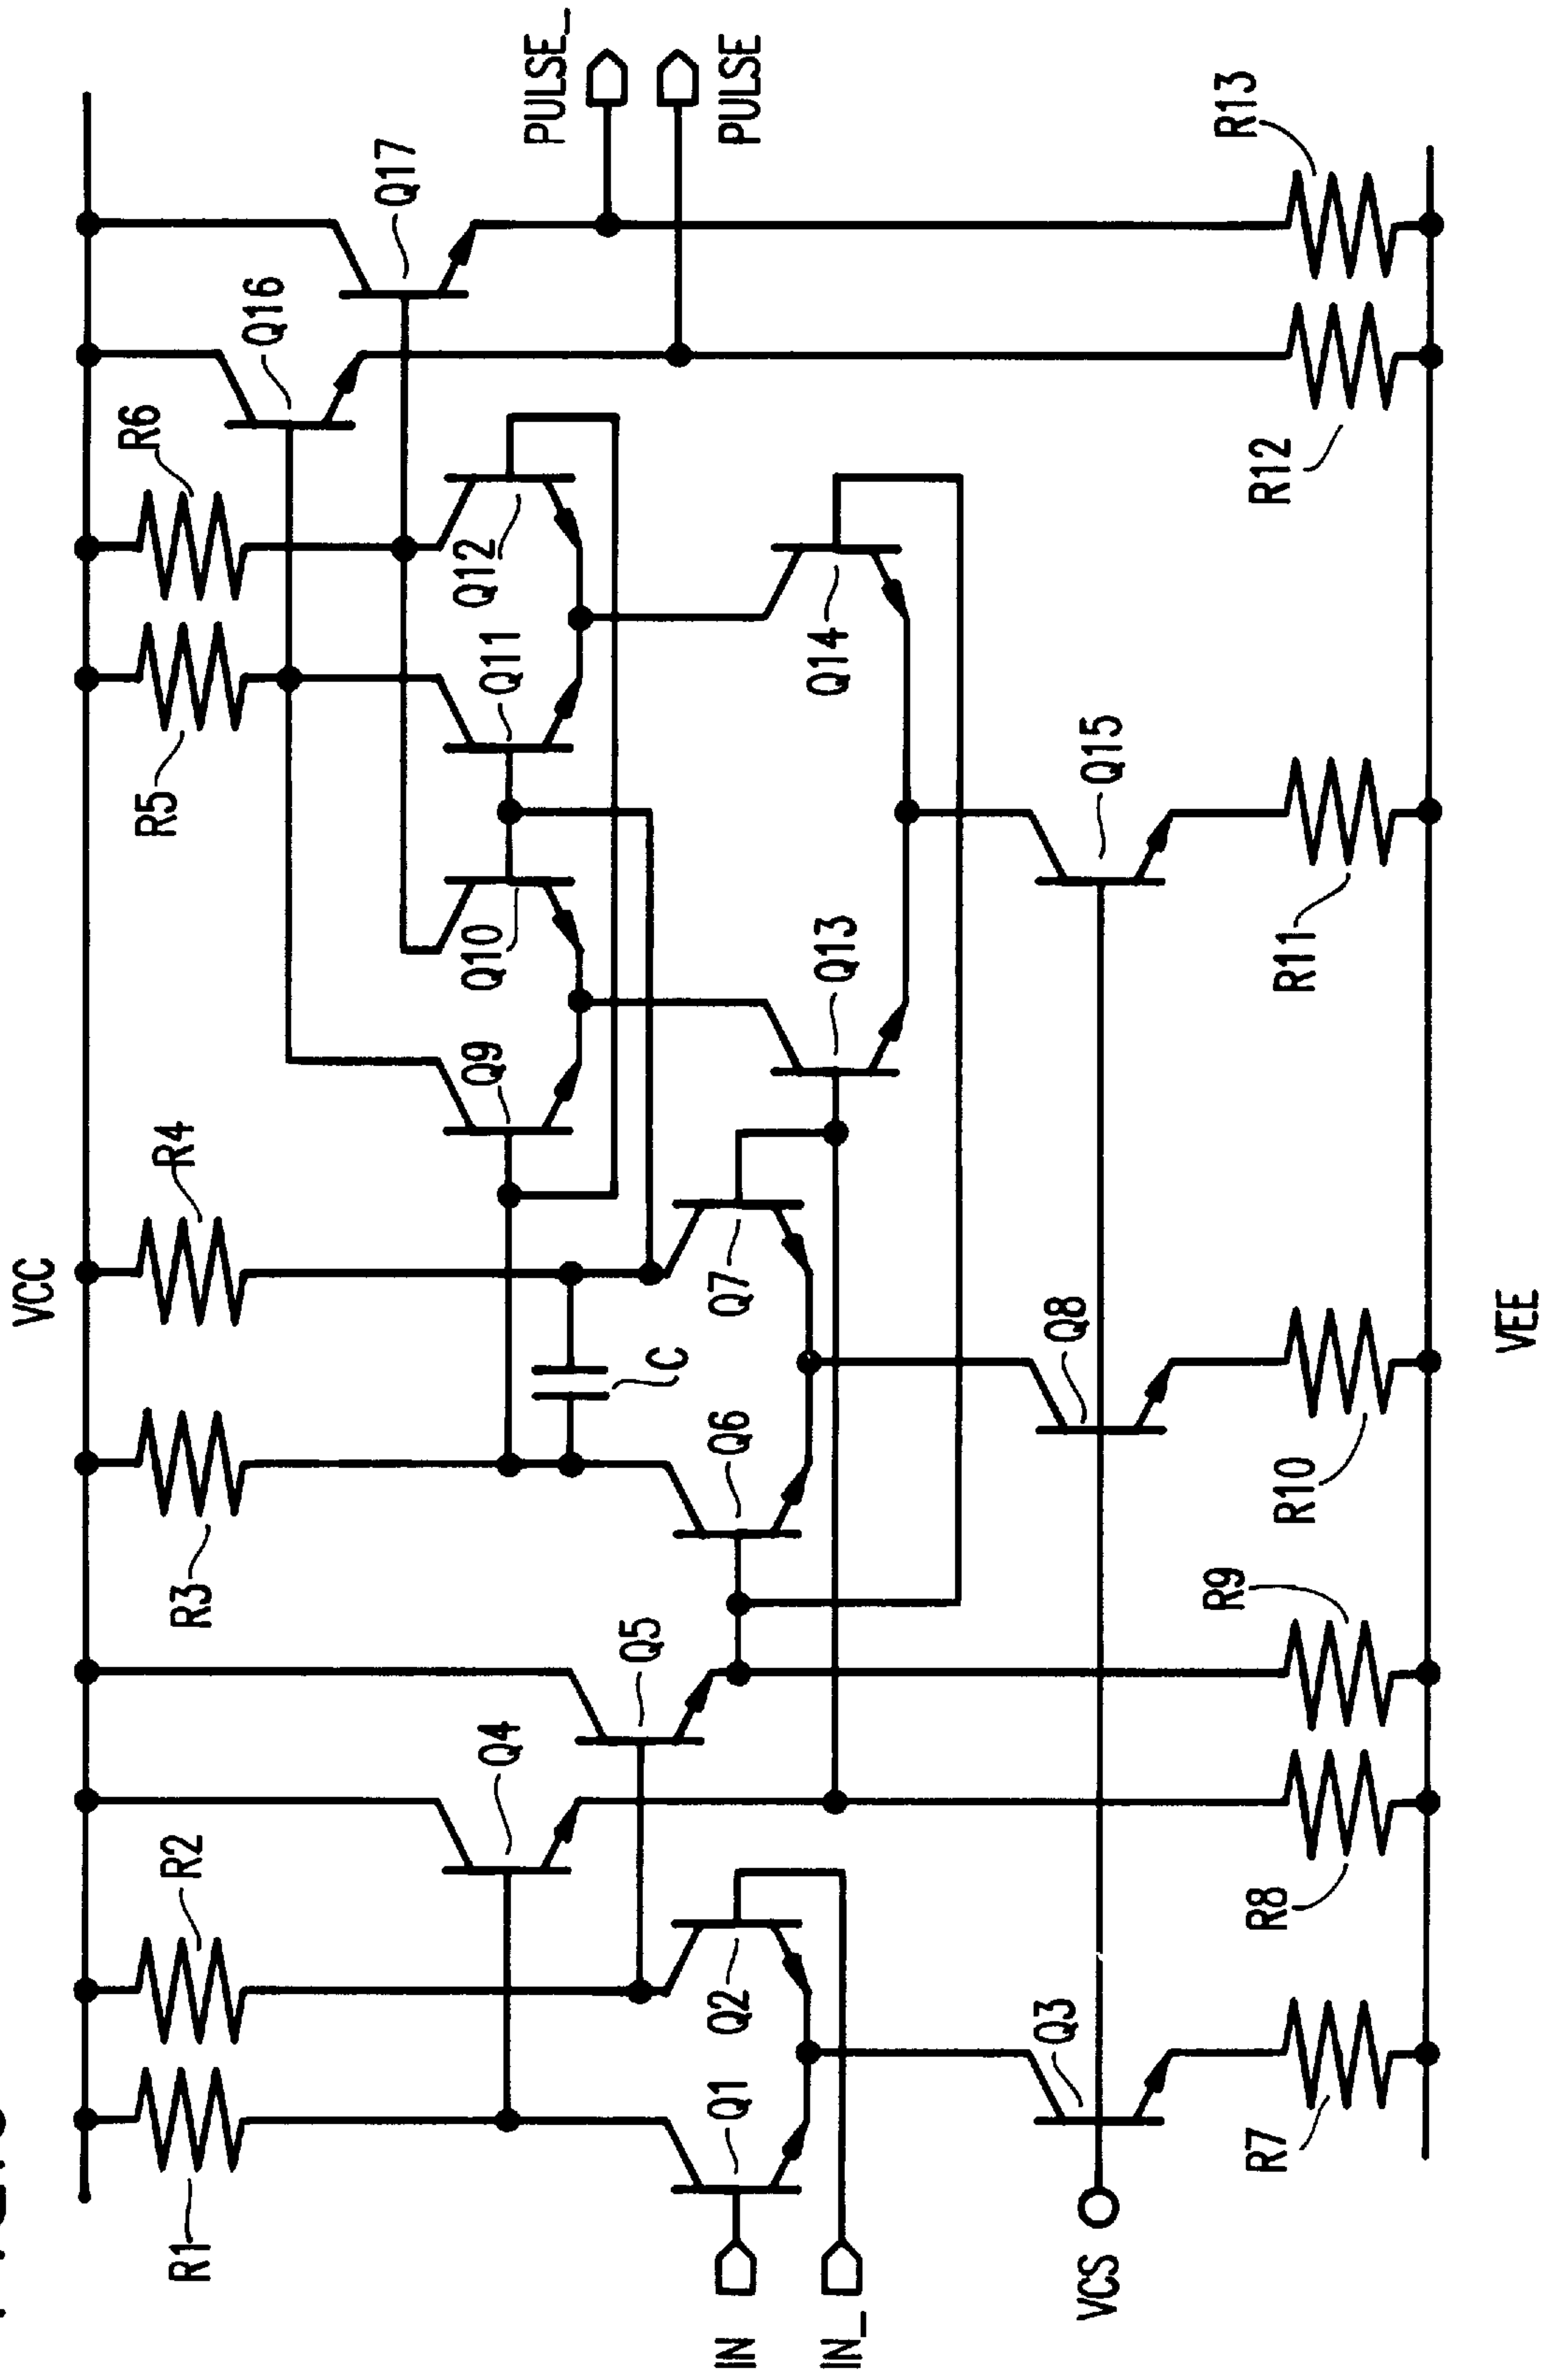 VCC
R1
R2
R3
R4
R5
R6
Q16
Q17
PULSE_
PULSE
Q4
Q5
Q9
Q10
Q11
Q12
C
IN
IN_
Q1
Q2
Q6
Q7
Q13
Q14
VCS
Q3
Q8
Q15
R7
R8
R9
R10
R11
R12
R13
VEE